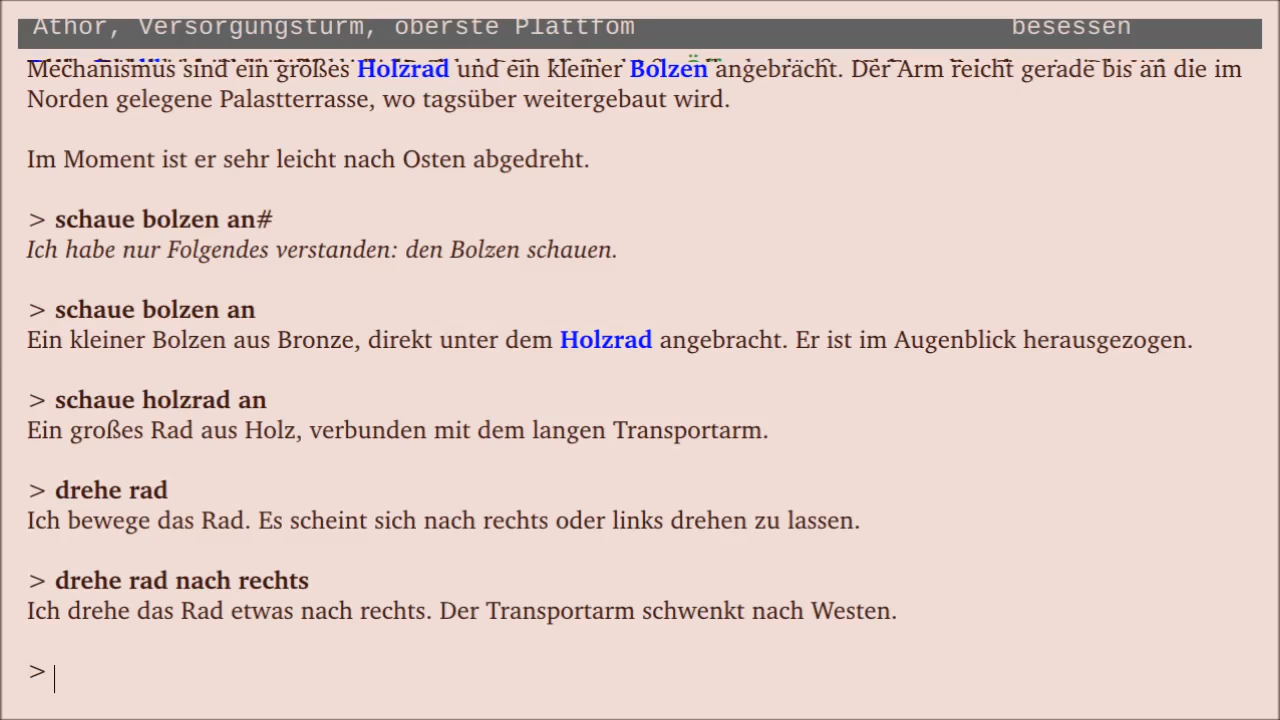 Athor, Versorgungsturm, oberste Plattfom besessen
Mechanismus sind ein großes Holzrad und ein kleiner Bolzen angebracht. Der Arm reicht gerade bis an die im
Norden gelegene Palastterrasse, wo tagsüber weitergebaut wird.
Im Moment ist er sehr leicht nach Osten abgedreht.
> schaue bolzen an#
Ich habe nur Folgendes verstanden: den Bolzen schauen.
> schaue bolzen an
Ein kleiner Bolzen aus Bronze, direkt unter dem Holzrad angebracht. Er ist im Augenblick herausgezogen.
> schaue holzrad an
Ein großes Rad aus Holz, verbunden mit dem langen Transportarm.
> drehe rad
Ich bewege das Rad. Es scheint sich nach rechts oder links drehen zu lassen.
> drehe rad nach rechts
Ich drehe das Rad etwas nach rechts. Der Transportarm schwenkt nach Westen.
>